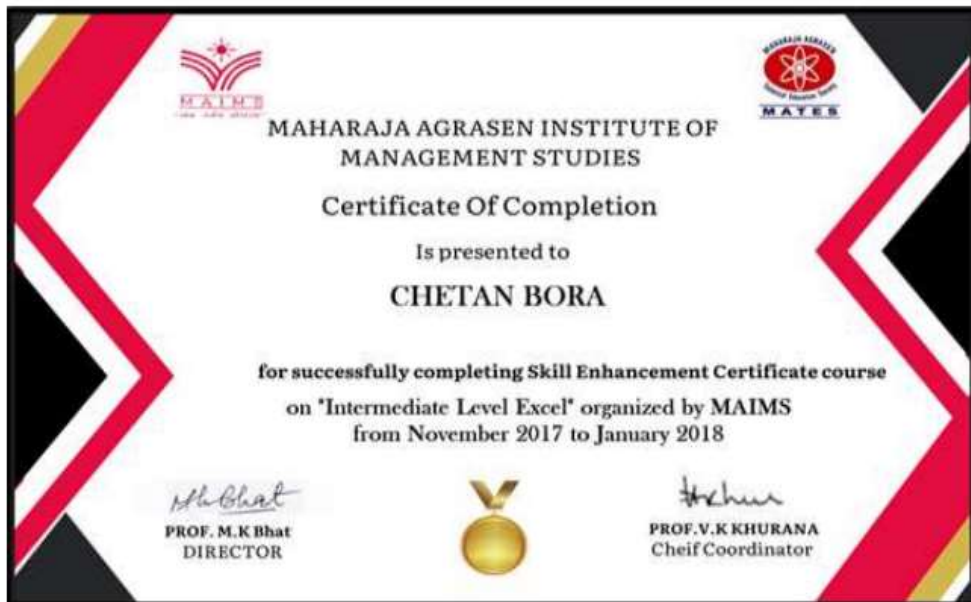 MAIMS
MAHARAJA AGRASEN
MATES
MAHARAJA AGRASEN INSTITUTE OF
MANAGEMENT STUDIES
Certificate Of Completion
Is presented to
CHETAN BORA
for successfully completing Skill Enhancement Certificate course
on "Intermediate Level Excel" organized by MAIMS
from November 2017 to January 2018
PROF. M.K Bhat
DIRECTOR
PROF.V.K KHURANA
Cheif Coordinator